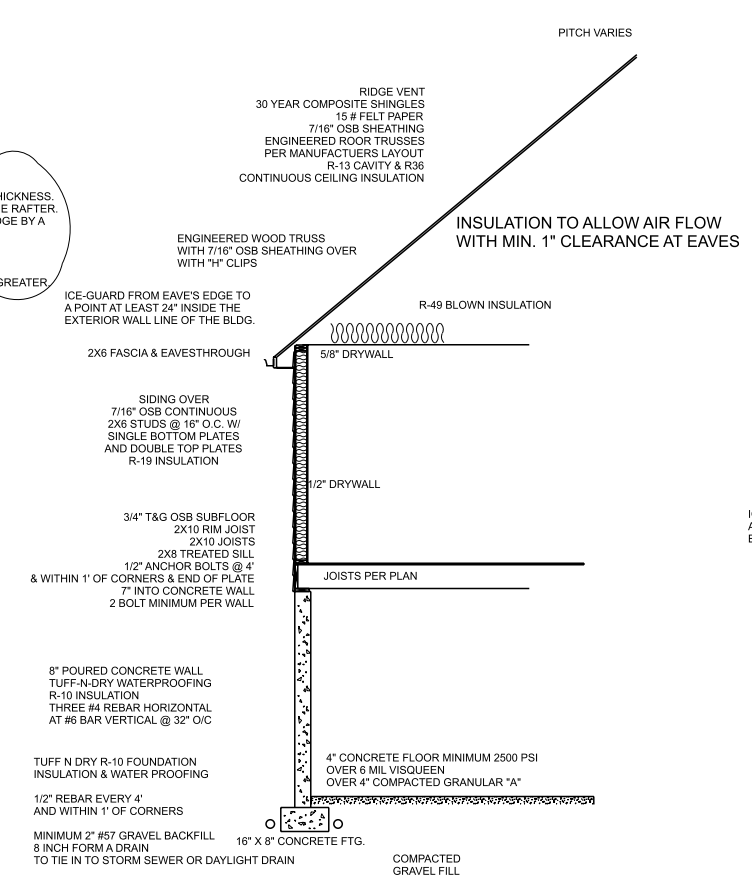 PITCH VARIES
RIDGE VENT
30 YEAR COMPOSITE SHINGLES
15 # FELT PAPER
7/16" OSB SHEATHING
ENGINEERED ROOR TRUSSES
PER MANUFACTUERS LAYOUT
R-13 CAVITY & R36
CONTINUOUS CEILING INSULATION
E RAFTER.
GREATER.
INSULATION TO ALLOW AIR FLOW
WITH MIN. 1" CLEARANCE AT EAVES
ENGINEERED WOOD TRUSS
WITH 7/16" OSB SHEATHING OVER
WITH "H" CLIPS
ICE-GUARD FROM EAVE'S EDGE TO
A POINT AT LEAST 24" INSIDE THE
EXTERIOR WALL LINE OF THE BLDG.
R-49 BLOWN INSULATION
2X6 FASCIA & EAVESTHROUGH
5/8" DRYWALL
SIDING OVER
7/16" OSB CONTINUOUS
2X6 STUDS @ 16" O.C. W/
SINGLE BOTTOM PLATES
AND DOUBLE TOP PLATES
R-19 INSULATION
1/2" DRYWALL
3/4" T&G OSB SUBFLOOR
2X10 RIM JOIST
2X10 JOISTS
2X8 TREATED SILL
1/2" ANCHOR BOLTS @ 4'
& WITHIN 1' OF CORNERS & END OF PLATE
7" INTO CONCRETE WALL
2 BOLT MINIMUM PER WALL
JOISTS PER PLAN
8" POURED CONCRETE WALL
TUFF-N-DRY WATERPROOFING
R-10 INSULATION
THREE #4 REBAR HORIZONTAL
AT #6 BAR VERTICAL @ 32" O/C
TUFF N DRY R-10 FOUNDATION
INSULATION & WATER PROOFING
1/2" REBAR EVERY 4'
AND WITHIN 1' OF CORNERS
MINIMUM 2" #57 GRAVEL BACKFILL
8 INCH FORM A DRAIN
TO TIE IN TO STORM SEWER OR DAYLIGHT DRAIN
4" CONCRETE FLOOR MINIMUM 2500 PSI
OVER 6 MIL VISQUEEN
OVER 4" COMPACTED GRANULAR "A"
16" X 8" CONCRETE FTG.
COMPACTED
GRAVEL FILL